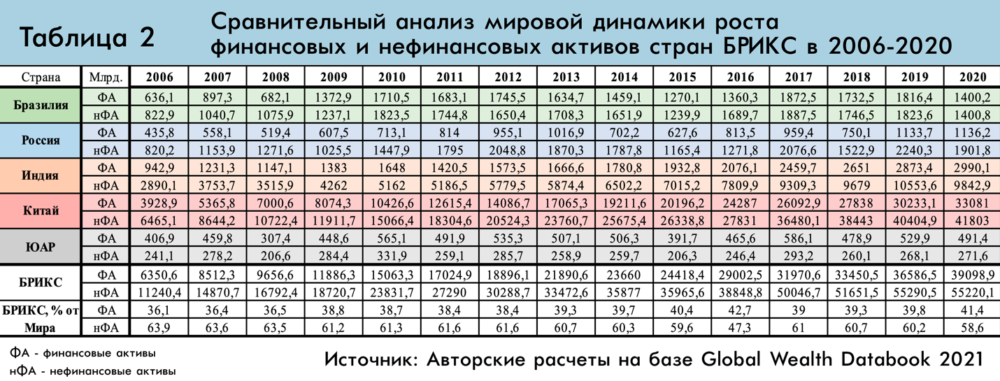 Таблица 2
Сравнительный анализ мировой динамики роста
финансовых и нефинансовых активов стран БРИКС в 2006-2020
Страна Млрд. 2006 2007 2008 2009 2010 2011 2012 2013 2014 2015 2016 2017 2018 2019 2020
Бразилия
ФА 636,1 897,3 682,1 1372,9 1710,5 1683,1 1745,5 1634,7 1459,1 1270,1 1360,3 1872,5 1732,5 1816,4 1400,2
нФА 822,9 1040,7 1075,9 1237,1 1823,5 1744,8 1650,4 1708,3 1651,9 1239,9 1689,7 1887,5 1746,5 1823,6 1400,8
Россия
ФА 435,8 558,1 519,4 607,5 713,1 814 955,1 1016,9 702,2 627,6 813,5 959,4 750,1 1133,7 1136,2
нФА 820,2 1153,9 1271,6 1025,5 1447,9 1795 2048,8 1870,3 1787,8 1165,4 1271,8 2076,6 1522,9 2240,3 1901,8
Индия
ФА 942,9 1231,3 1147,1 1383 1648 1420,5 1573,5 1666,6 1780,8 1932,8 2076,1 2459,7 2651 2873,4 2990,1
нФА 2890,1 3753,7 3515,9 4262 5162 5186,5 5779,5 5874,4 6502,2 7015,2 7809,9 9309,3 9679 10553,6 9842,9
Китай
ФА 3928,9 5365,8 7000,6 8074,3 10426,6 12615,4 14086,7 17065,3 19211,6 20196,2 24287 26092,9 27838 30233,1 33081
нФА 6465,1 8644,2 10722,4 11911,7 15066,4 18304,6 20524,3 23760,7 25675,4 26338,8 27831 36480,1 38443 40404,9 41803
ЮАР
ФА 406,9 459,8 307,4 448,6 565,1 491,9 535,3 507,1 506,3 391,7 465,6 586,1 478,9 529,9 491,4
нФА 241,1 278,2 206,6 284,4 331,9 259,1 285,7 258,9 259,7 206,3 246,4 293,2 260,1 268,1 271,6
БРИКС
ФА 6350,6 8512,3 9656,6 11886,3 15063,3 17024,9 18896,1 21890,6 23660 24418,4 29002,5 31970,6 33450,5 36586,5 39098,9
нФА 11240,4 14870,7 16792,4 18720,7 23831,7 27290 30288,7 33472,6 35877 35965,6 38848,8 50046,7 51651,5 55290,5 55220,1
БРИКС, % от
Мира
ФА 36,1 36,4 36,5 38,8 38,7 38,4 38,4 39,3 39,7 40,4 42,7 39 39,3 39,8 41,4
нФА 63,9 63,6 63,5 61,2 61,3 61,6 61,6 60,7 60,3 59,6 47,3 61 60,7 60,2 58,6
ФА - финансовые активы
нФА - нефинансовые активы
Источник: Авторские расчеты на базе Global Wealth Databook 2021